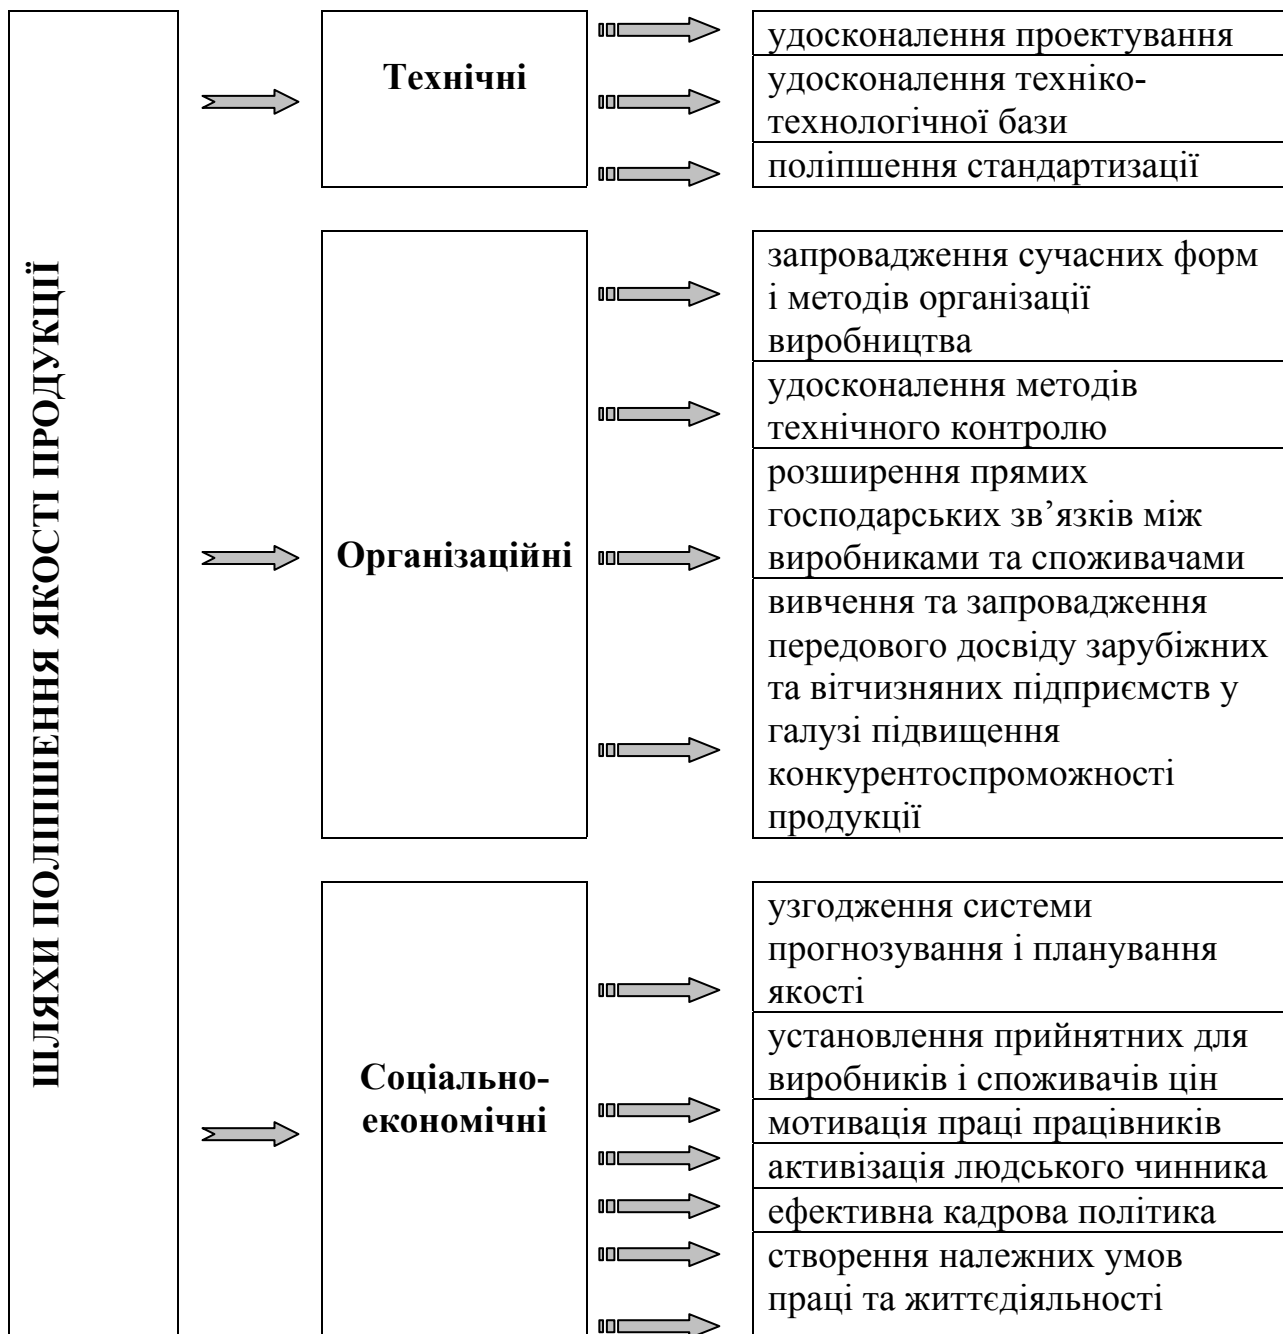 ШЛЯХИ ПОЛІПШЕННЯ ЯКОСТІ ПРОДУКЦІЇ
Технічні
удосконалення проектування
удосконалення техніко-
технологічної бази
поліпшення стандартизації
Організаційні
запровадження сучасних форм
і методів організації
виробництва
удосконалення методів
технічного контролю
розширення прямих
господарських зв’язків між
виробниками та споживачами
вивчення та запровадження
передового досвіду зарубіжних
та вітчизняних підприємств у
галузі підвищення
конкурентоспроможності
продукції
Соціально-
економічні
узгодження системи
прогнозування і планування
якості
установлення прийнятних для
виробників і споживачів цін
мотивація праці працівників
активізація людського чинника
ефективна кадрова політика
створення належних умов
праці та життєдіяльності